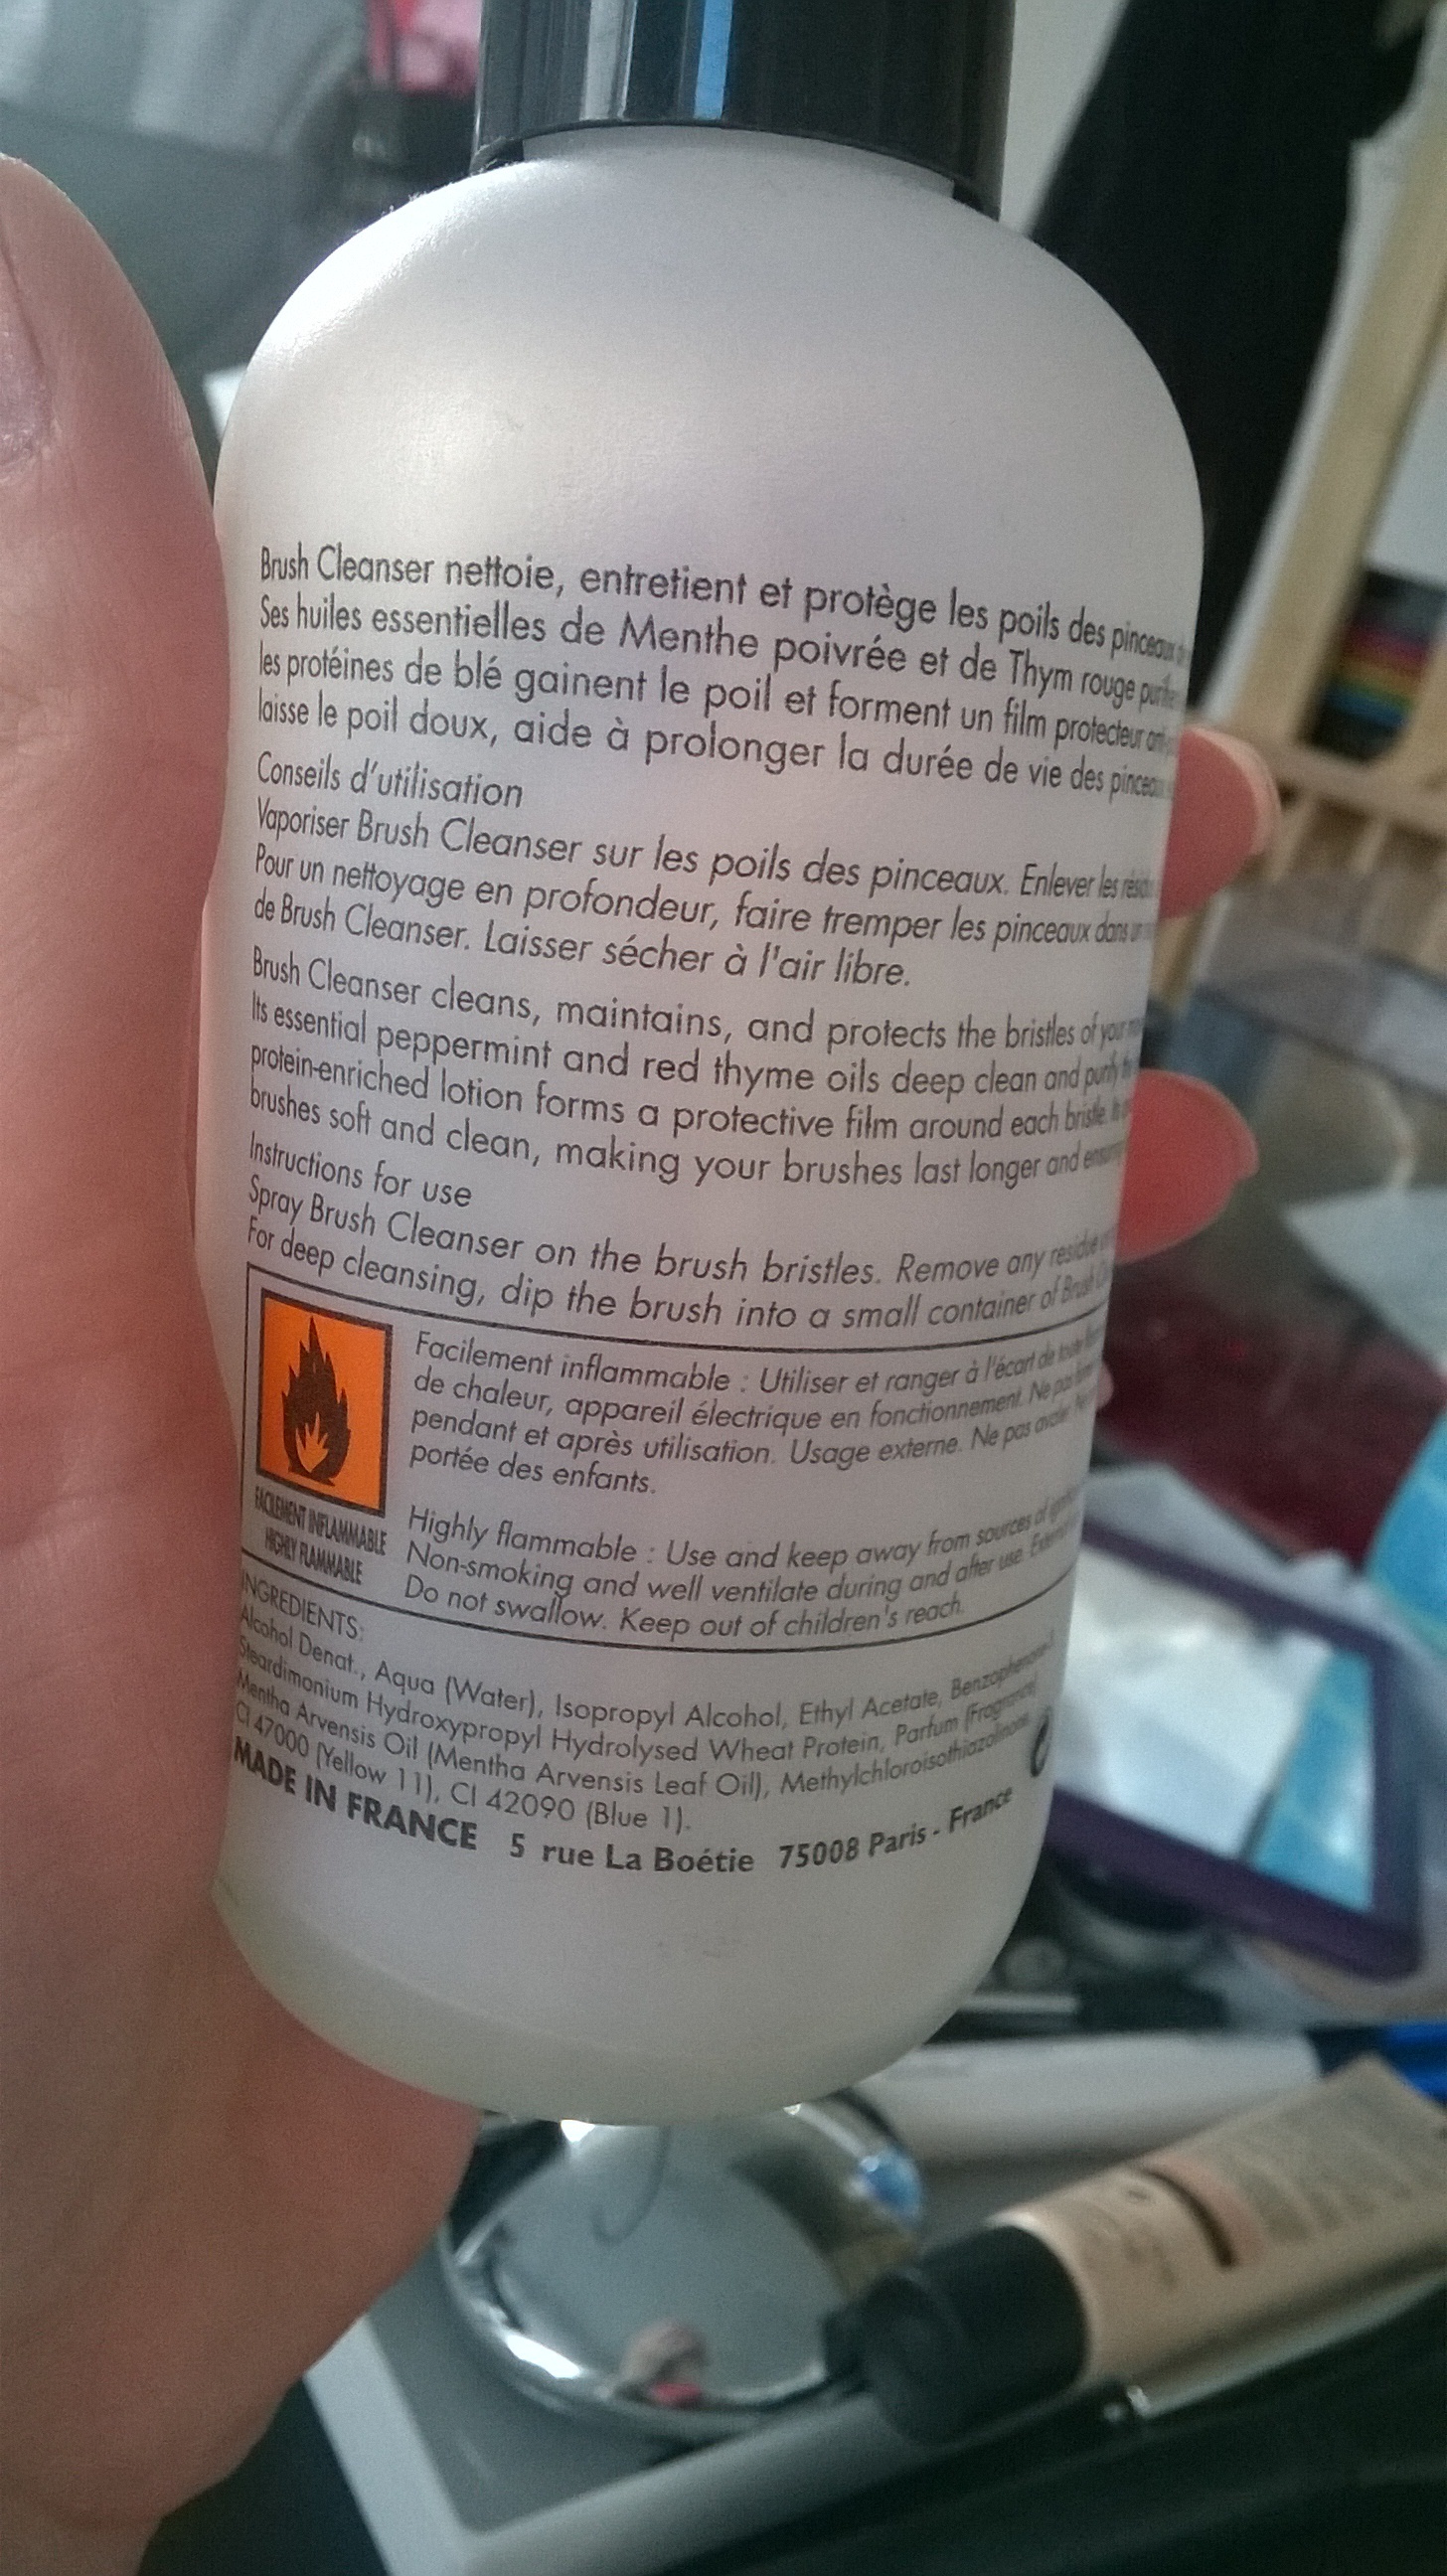 Brush Cleanser nettoie, entretient et protège les poils des pinceaux
Ses huiles essentielles de Menthe poivrée et de Thym rouge
les protéines de blé gainent le poil et forment un film protecteur
laisse le poil doux, aide à prolonger la durée de vie des
Conseils d'utilisation
Vaporiser Brush Cleanser sur les poils des pinceaux. Enlever les
Pour un nettoyage en profondeur, faire tremper les pinceaux dans
de Brush Cleanser. Laisser sécher à l'air libre.
Brush Cleanser cleans, maintains, and protects the bristles of your
Its essential peppermint and red thyme oils deep clean and purify
protein-enriched lotion forms a protective film around each bristle.
brushes soft and clean, making your brushes last longer and
Instructions for use
Spray Brush Cleanser on the brush bristles. Remove any residue
For deep cleansing, dip the brush into a small container of Brush
Facilement inflammable : Utiliser et ranger à l'écart de toute
de chaleur, appareil électrique en fonctionnement. Ne pas
pendant et après utilisation. Usage externe. Ne pas
portée des enfants.
FACILEMENT INFLAMMABLE
HIGHLY FLAMMABLE
Highly flammable : Use and keep away from sources of
Non-smoking and well ventilate during and after use.
Do not swallow. Keep out of children's reach.
INGREDIENTS:
Alcohol Denat., Aqua (Water), Isopropyl Alcohol, Ethyl Acetate,
Steardimonium Hydroxypropyl Hydrolysed Wheat Protein, Parfum (Fragrance)
Mentha Arvensis Oil (Mentha Arvensis Leaf Oil),
CI 47000 (Yellow 11), CI 42090 (Blue 1).
MADE IN FRANCE 5 rue La Boétie 75008 Paris - France